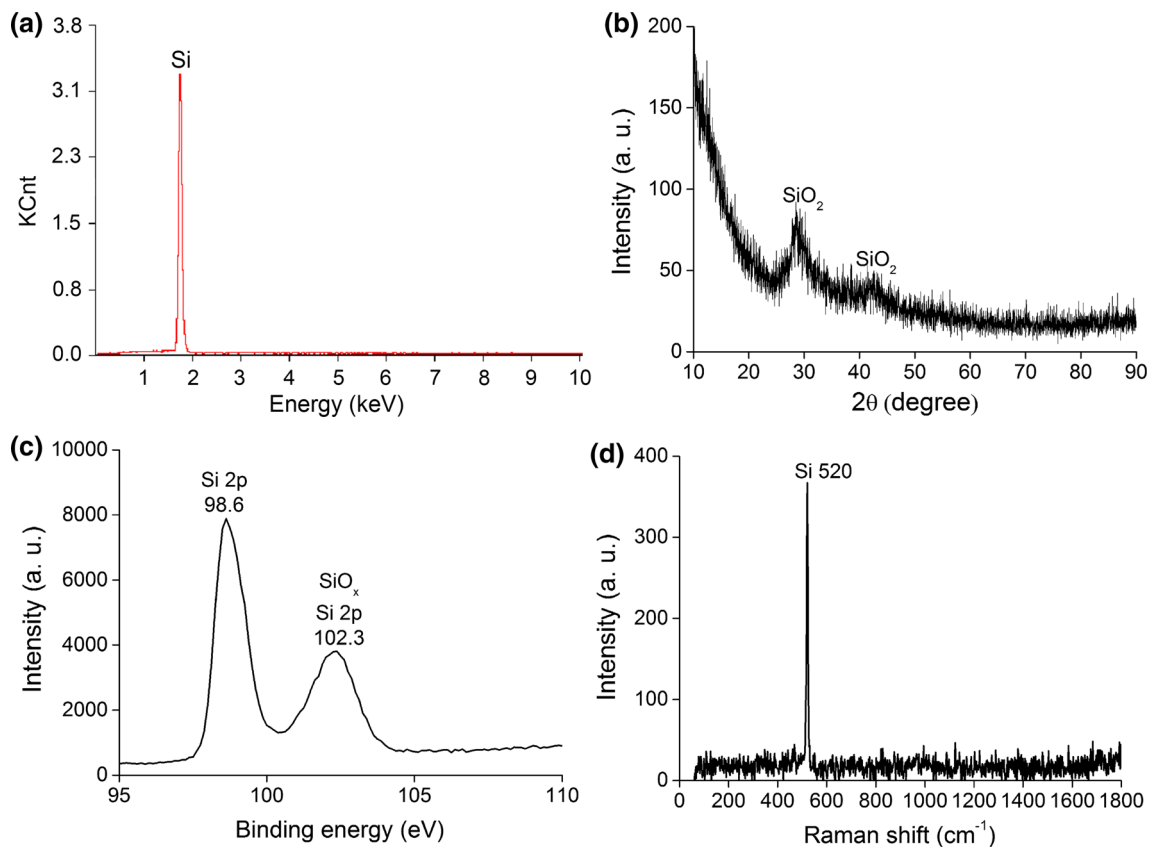 (a)
3.8
3.1
2.3
1.5
0.8
0.0
KCnt
Si
1 2 3 4 5 6 7 8 9 10
Energy (keV)
(b)
200
150
100
50
0
Intensity (a. u.)
SiO₂
SiO₂
10 20 30 40 50 60 70 80 90
2θ (degree)
(c)
10000
8000
6000
4000
2000
0
Intensity (a. u.)
Si 2p
98.6
SiOₓ
Si 2p
102.3
95 100 105 110
Binding energy (eV)
(d)
400
300
200
100
0
Intensity (a. u.)
Si 520
0 200 400 600 800 1000 1200 1400 1600 1800
Raman shift (cm⁻¹)